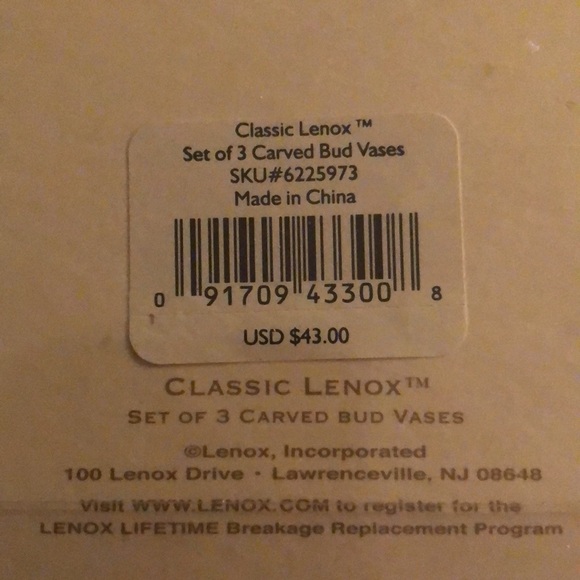 Classic Lenox™
Set of 3 Carved Bud Vases
SKU#6225973
Made in China
0 91709 43300 8
USD $43.00
CLASSIC LENOX™
SET OF 3 CARVED BUD VASES
©Lenox, Incorporated
100 Lenox Drive · Lawrenceville, NJ 08648
Visit WWW.LENOX.COM to register for the
LENOX LIFETIME Breakage Replacement Program